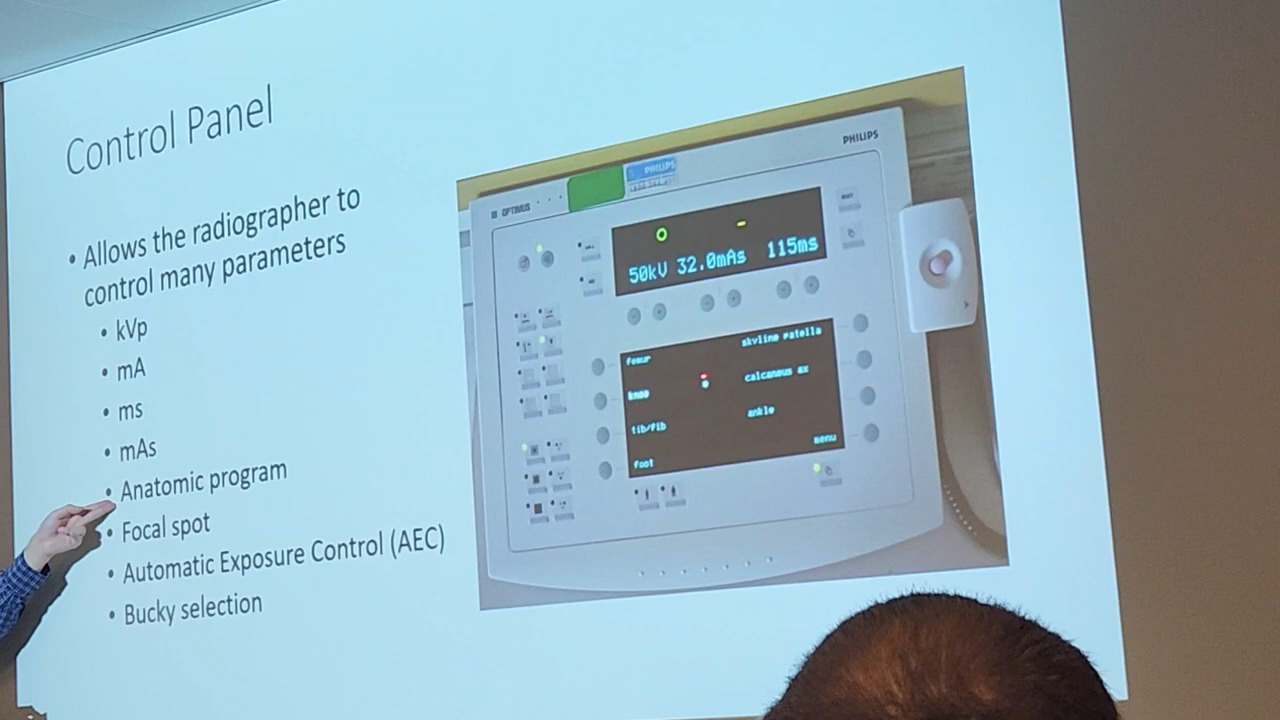 Control Panel
• Allows the radiographer to
control many parameters
• kVp
• mA
• ms
• mAs
• Anatomic program
• Focal spot
• Automatic Exposure Control (AEC)
• Bucky selection
PHILIPS
PHILIPS
OPTIMUS
50kV 32.0mAs 115ms
femur
skyline patella
knee
calcaneus ax
tib/fib
ankle
foot
menu